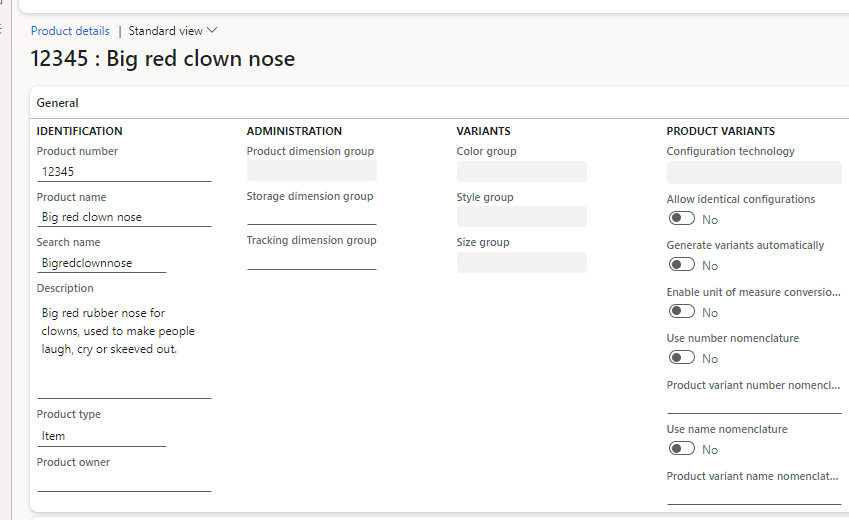 Product details | Standard view
12345 : Big red clown nose
General
IDENTIFICATION
Product number
12345
Product name
Big red clown nose
Search name
Bigredclownnose
Description
Big red rubber nose for
clowns, used to make people
laugh, cry or skeeved out.
Product type
Item
Product owner
ADMINISTRATION
Product dimension group
Storage dimension group
Tracking dimension group
VARIANTS
Color group
Style group
Size group
PRODUCT VARIANTS
Configuration technology
Allow identical configurations
No
Generate variants automatically
No
Enable unit of measure conversio...
No
Use number nomenclature
No
Product variant number nomencl...
Use name nomenclature
No
Product variant name nomenclat...